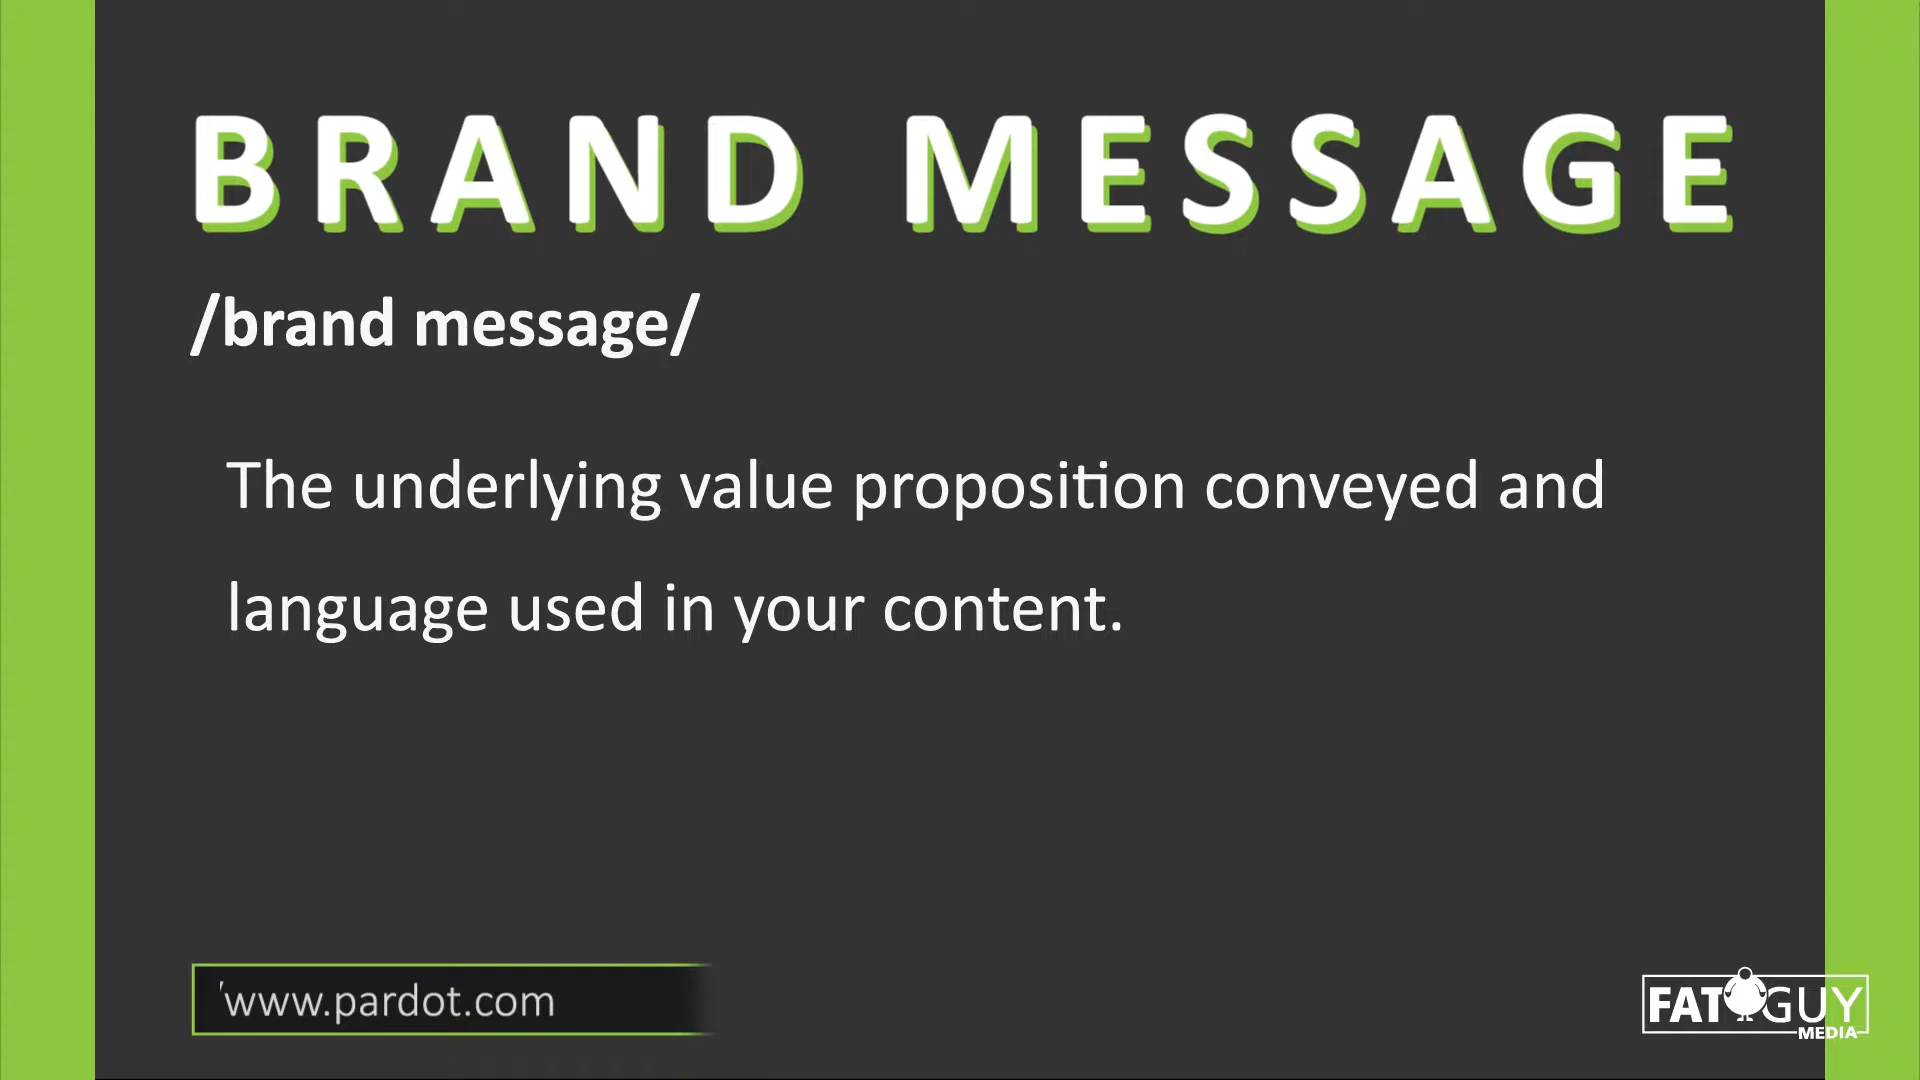 BRAND MESSAGE
/brand message/
The underlying value proposition conveyed and
language used in your content.
www.pardot.com
FAT GUY
MEDIA